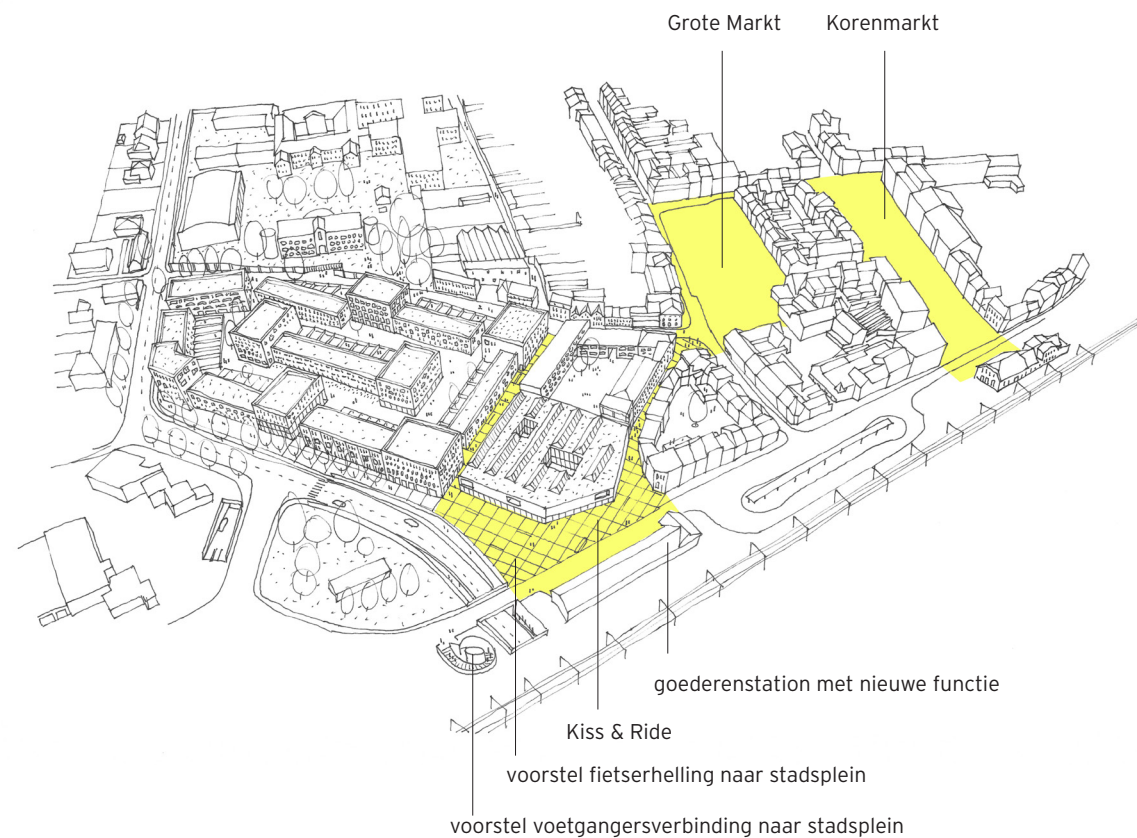 Grote Markt
Korenmarkt
goederenstation met nieuwe functie
Kiss & Ride
voorstel fietserhelling naar stadsplein
voorstel voetgangersverbinding naar stadsplein